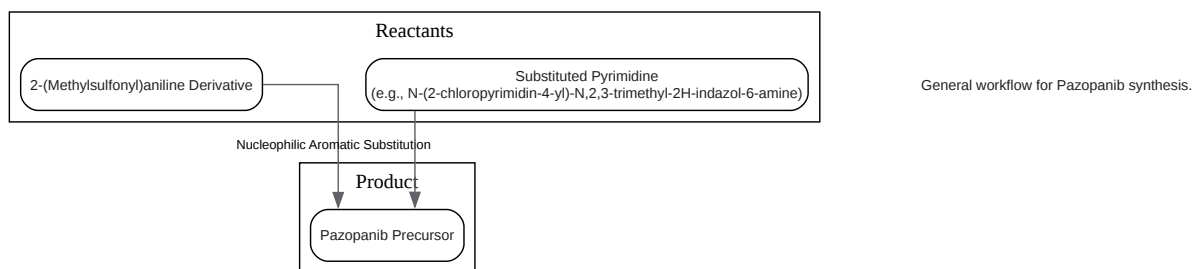 Reactants
2-(Methylsulfonyl)aniline Derivative
Substituted Pyrimidine
(e.g., N-(2-chloropyrimidin-4-yl)-N,2,3-trimethyl-2H-indazol-6-amine)
General workflow for Pazopanib synthesis.
Nucleophilic Aromatic Substitution
Product
Pazopanib Precursor